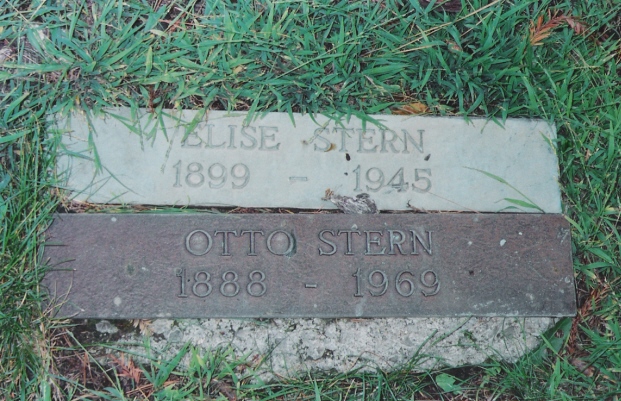 ELISE STERN
1899 - 1945
OTTO STERN
1888 - 1969